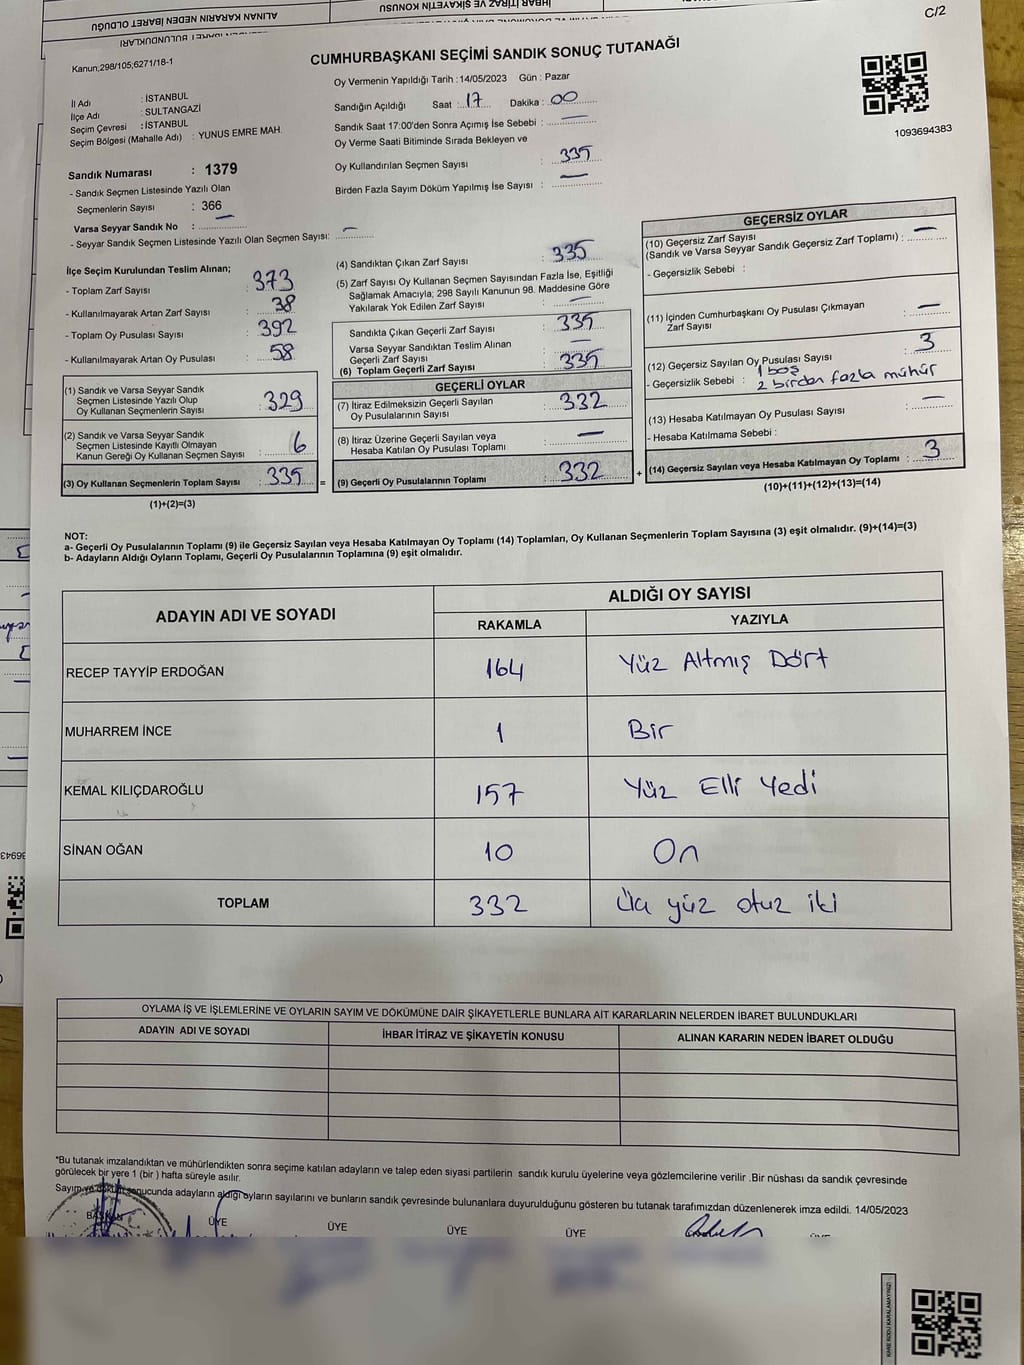 ALINAN KARARIN NEDEN İBARET OLDUĞU
İHBAR İTİRAZ VE ŞİKAYETİN KONUSU
C/2
Kanun;298/105,6271/18-1
CUMHURBAŞKANI SEÇİMİ SANDIK SONUÇ TUTANAĞI
Oy Vermenin Yapıldığı Tarih : 14/05/2023 Gün : Pazar
İl Adı : İSTANBUL
İlçe Adı : SULTANGAZİ
Seçim Çevresi : İSTANBUL
Seçim Bölgesi (Mahalle Adı) : YUNUS EMRE MAH.
Sandığın Açıldığı Saat : 17 Dakika : 00
Sandık Saat 17:00'den Sonra Açımış İse Sebebi : —
Oy Verme Saati Bitiminde Sırada Bekleyen ve
Oy Kullandırılan Seçmen Sayısı : 335
Birden Fazla Sayım Döküm Yapılmış İse Sayısı : —
1093694383
Sandık Numarası : 1379
- Sandık Seçmen Listesinde Yazılı Olan
Seçmenlerin Sayısı : 366
Varsa Seyyar Sandık No : —
- Seyyar Sandık Seçmen Listesinde Yazılı Olan Seçmen Sayısı: —
İlçe Seçim Kurulundan Teslim Alınan;
- Toplam Zarf Sayısı : 373
- Kullanılmayarak Artan Zarf Sayısı : 38
- Toplam Oy Pusulası Sayısı : 392
- Kullanılmayarak Artan Oy Pusulası : 58
(1) Sandık ve Varsa Seyyar Sandık
Seçmen Listesinde Yazılı Olup
Oy Kullanan Seçmenlerin Sayısı : 329
(2) Sandık ve Varsa Seyyar Sandık
Seçmen Listesinde Kayıtlı Olmayan
Kanun Gereği Oy Kullanan Seçmen Sayısı : 6
(3) Oy Kullanan Seçmenlerin Toplam Sayısı : 335 =
(1)+(2)=(3)
(4) Sandıktan Çıkan Zarf Sayısı : 335
(5) Zarf Sayısı Oy Kullanan Seçmen Sayısından Fazla İse, Eşitliği
Sağlamak Amacıyla, 298 Sayılı Kanunun 98. Maddesine Göre
Yakılarak Yok Edilen Zarf Sayısı : —
Sandıkta Çıkan Geçerli Zarf Sayısı : 335
Varsa Seyyar Sandıktan Teslim Alınan
Geçerli Zarf Sayısı : —
(6) Toplam Geçerli Zarf Sayısı : 335
GEÇERLİ OYLAR
(7) İtiraz Edilmeksizin Geçerli Sayılan
Oy Pusulalarının Sayısı : 332
(8) İtiraz Üzerine Geçerli Sayılan veya
Hesaba Katılan Oy Pusulası Toplamı : —
(9) Geçerli Oy Pusulalarının Toplamı : 332 +
GEÇERSİZ OYLAR
(10) Geçersiz Zarf Sayısı
(Sandık ve Varsa Seyyar Sandık Geçersiz Zarf Toplamı) : —
- Geçersizlik Sebebi :
(11) İçinden Cumhurbaşkanı Oy Pusulası Çıkmayan
Zarf Sayısı : —
(12) Geçersiz Sayılan Oy Pusulası Sayısı : 3
- Geçersizlik Sebebi : 1 boş
2 birden fazla mühür
(13) Hesaba Katılmayan Oy Pusulası Sayısı : —
- Hesaba Katılmama Sebebi :
(14) Geçersiz Sayılan veya Hesaba Katılmayan Oy Toplamı : 3
(10)+(11)+(12)+(13)=(14)
NOT:
a- Geçerli Oy Pusulalarının Toplamı (9) ile Geçersiz Sayılan veya Hesaba Katılmayan Oy Toplamı (14) Toplamları, Oy Kullanan Seçmenlerin Toplam Sayısına (3) eşit olmalıdır. (9)+(14)=(3)
b- Adayların Aldığı Oyların Toplamı, Geçerli Oy Pusulalarının Toplamına (9) eşit olmalıdır.
ADAYIN ADI VE SOYADI ALDIĞI OY SAYISI
RAKAMLA YAZIYLA
RECEP TAYYİP ERDOĞAN 164 Yüz Altmış Dört
MUHARREM İNCE 1 Bir
KEMAL KILIÇDAROĞLU 157 Yüz Elli Yedi
SİNAN OĞAN 10 On
TOPLAM 332 Üç yüz otuz iki
OYLAMA İŞ VE İŞLEMLERİNE VE OYLARIN SAYIM VE DÖKÜMÜNE DAİR ŞİKAYETLERLE BUNLARA AİT KARARLARIN NELERDEN İBARET BULUNDUKLARI
ADAYIN ADI VE SOYADI İHBAR İTİRAZ VE ŞİKAYETİN KONUSU ALINAN KARARIN NEDEN İBARET OLDUĞU
*Bu tutanak imzalandıktan ve mühürlendikten sonra seçime katılan adayların ve talep eden siyasi partilerin sandık kurulu üyelerine veya gözlemcilerine verilir .Bir nüshası da sandık çevresinde
görülecek bir yere 1 (bir ) hafta süreyle asılır.
Sayım ve döküm sonucunda adayların aldığı oyların sayılarını ve bunların sandık çevresinde bulunanlara duyurulduğunu gösteren bu tutanak tarafımızdan düzenlenerek imza edildi. 14/05/2023
BAŞKAN ÜYE ÜYE ÜYE ÜYE